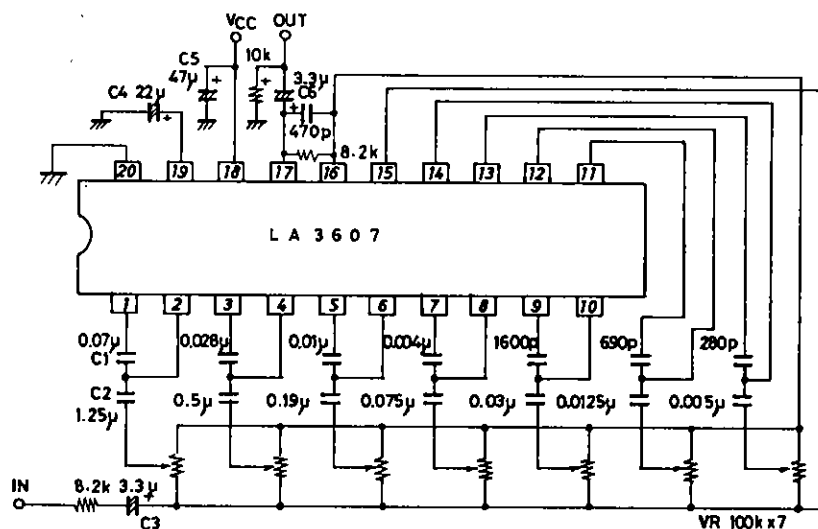 VCC OUT
C5 47μ + 10k 3.3μ
C4 22μ + + C6
470p
8.2k
20 19 18 17 16 15 14 13 12 11
LA3607
1 2 3 4 5 6 7 8 9 10
0.07μ 0.028μ 0.01μ 0.004μ 1600p 690p 280p
C1
C2
1.25μ 0.5μ 0.19μ 0.075μ 0.03μ 0.0125μ 0.005μ
IN 8.2k 3.3μ +
C3 VR 100k x 7